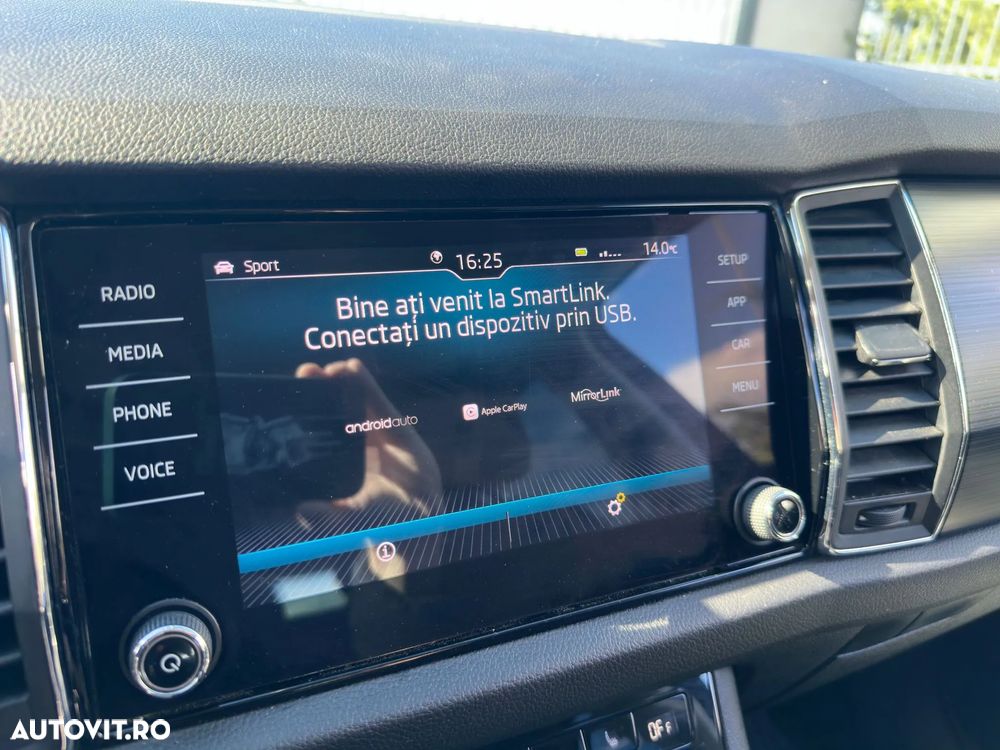 Sport
16:25
14.0°C
Bine ați venit la SmartLink.
Conectați un dispozitiv prin USB.
androidauto
Apple CarPlay
MirrorLink
RADIO
MEDIA
PHONE
VOICE
SETUP
APP
CAR
MENU
OFF
AUTOVIT.RO